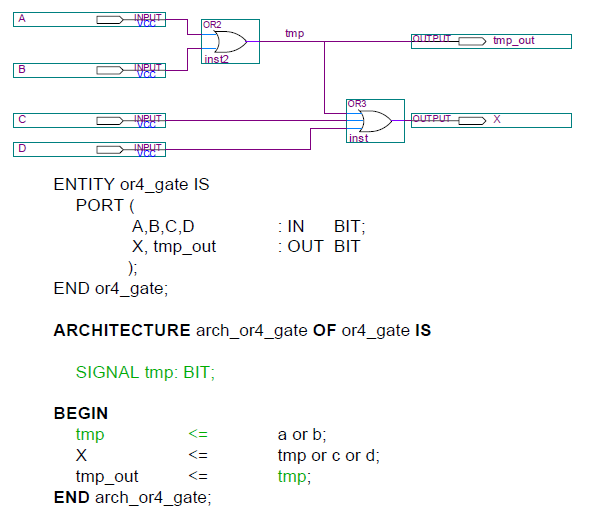 A INPUT VCC
OR2
tmp
OUTPUT tmp_out
inst2
B INPUT VCC
OR3
C INPUT VCC
OUTPUT X
inst
D INPUT VCC
ENTITY or4_gate IS
PORT (
A,B,C,D : IN BIT;
X, tmp_out : OUT BIT
);
END or4_gate;
ARCHITECTURE arch_or4_gate OF or4_gate IS
SIGNAL tmp: BIT;
BEGIN
tmp <= a or b;
X <= tmp or c or d;
tmp_out <= tmp;
END arch_or4_gate;